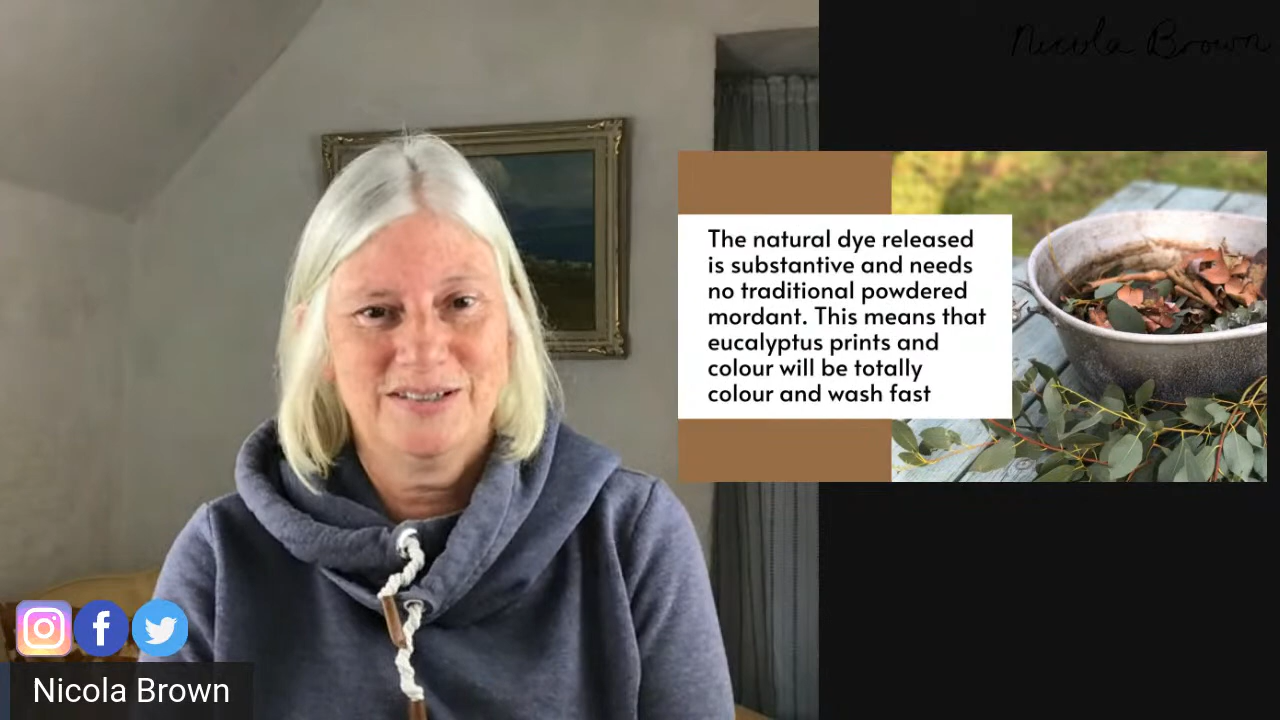 Nicola Brown
The natural dye released
is substantive and needs
no traditional powdered
mordant. This means that
eucalyptus prints and
colour will be totally
colour and wash fast
Nicola Brown